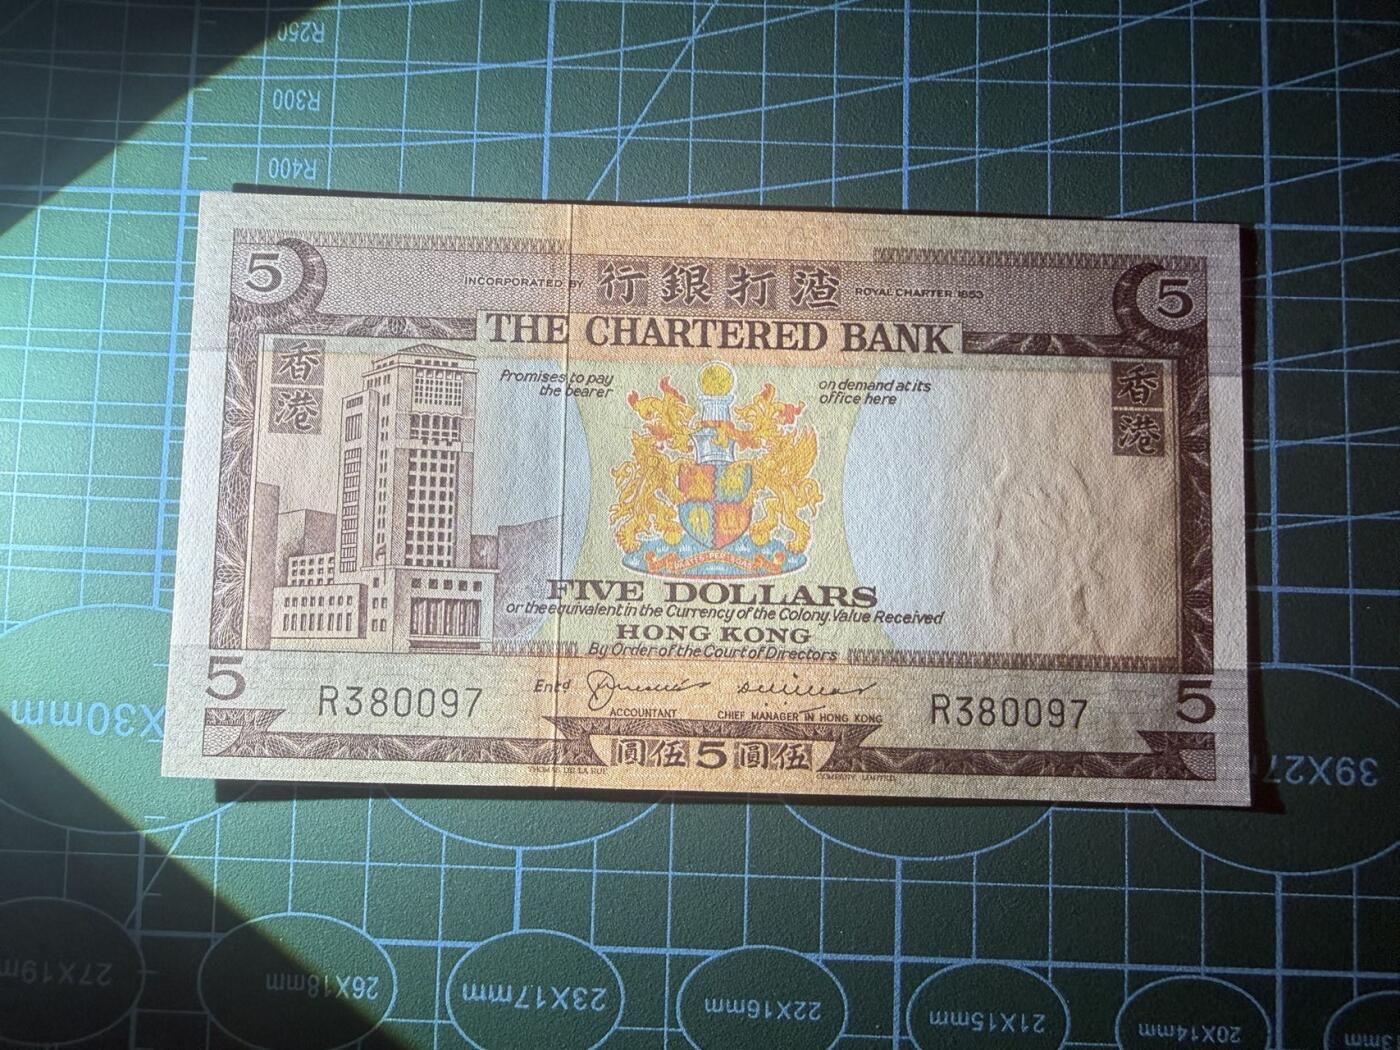 R250
R300
R400
5
5
INCORPORATED BY 行銀打渣 ROYAL CHARTER 1853
THE CHARTERED BANK
香港
香港
Promises to pay
the bearer
on demand at its
office here
FIVE DOLLARS
or the equivalent in the Currency of the Colony. Value Received
HONG KONG
By Order of the Court of Directors
5
5
R380097
Entd
R380097
ACCOUNTANT
CHIEF MANAGER IN HONG KONG
圓伍5圓伍
THOMAS DE LA RUE
COMPANY, LIMITED
X30mm
39X27
27X19m
26X18mm
23X17mm
22X16mm
21X15mm
20X14mm
3mm